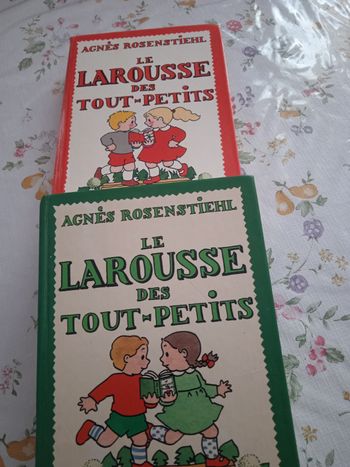 AGNÈS ROSENSTIEHL
LE
LAROUSSE
DES
TOUT-PETITS
AGNÈS ROSENSTIEHL
LE
LAROUSSE
DES
TOUT-PETITS